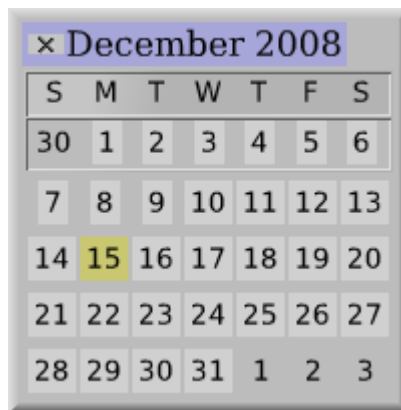 × December 2008
S M T W T F S
30 1 2 3 4 5 6
7 8 9 10 11 12 13
14 15 16 17 18 19 20
21 22 23 24 25 26 27
28 29 30 31 1 2 3